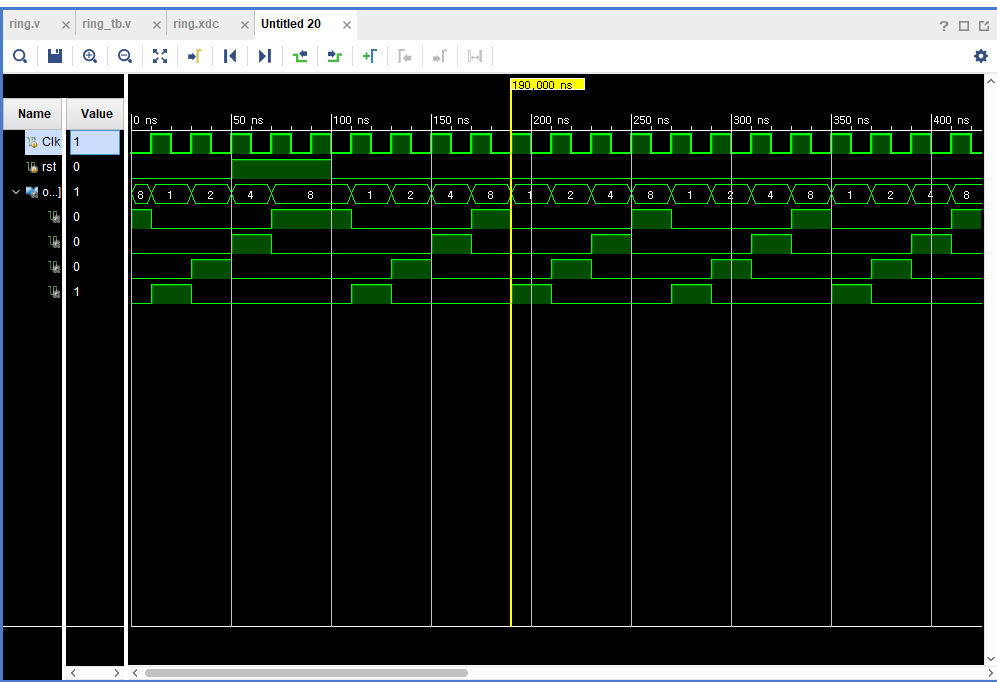 ring.v ring_tb.v ring.xdc Untitled 20
190,000 ns
Name Value
0 ns 50 ns 100 ns 150 ns 200 ns 250 ns 300 ns 350 ns 400 ns
Clk 1
rst 0
o...] 1 8 1 2 4 8 1 2 4 8 1 2 4 8 1 2 4 8 1 2 4 8
0
0
0
1